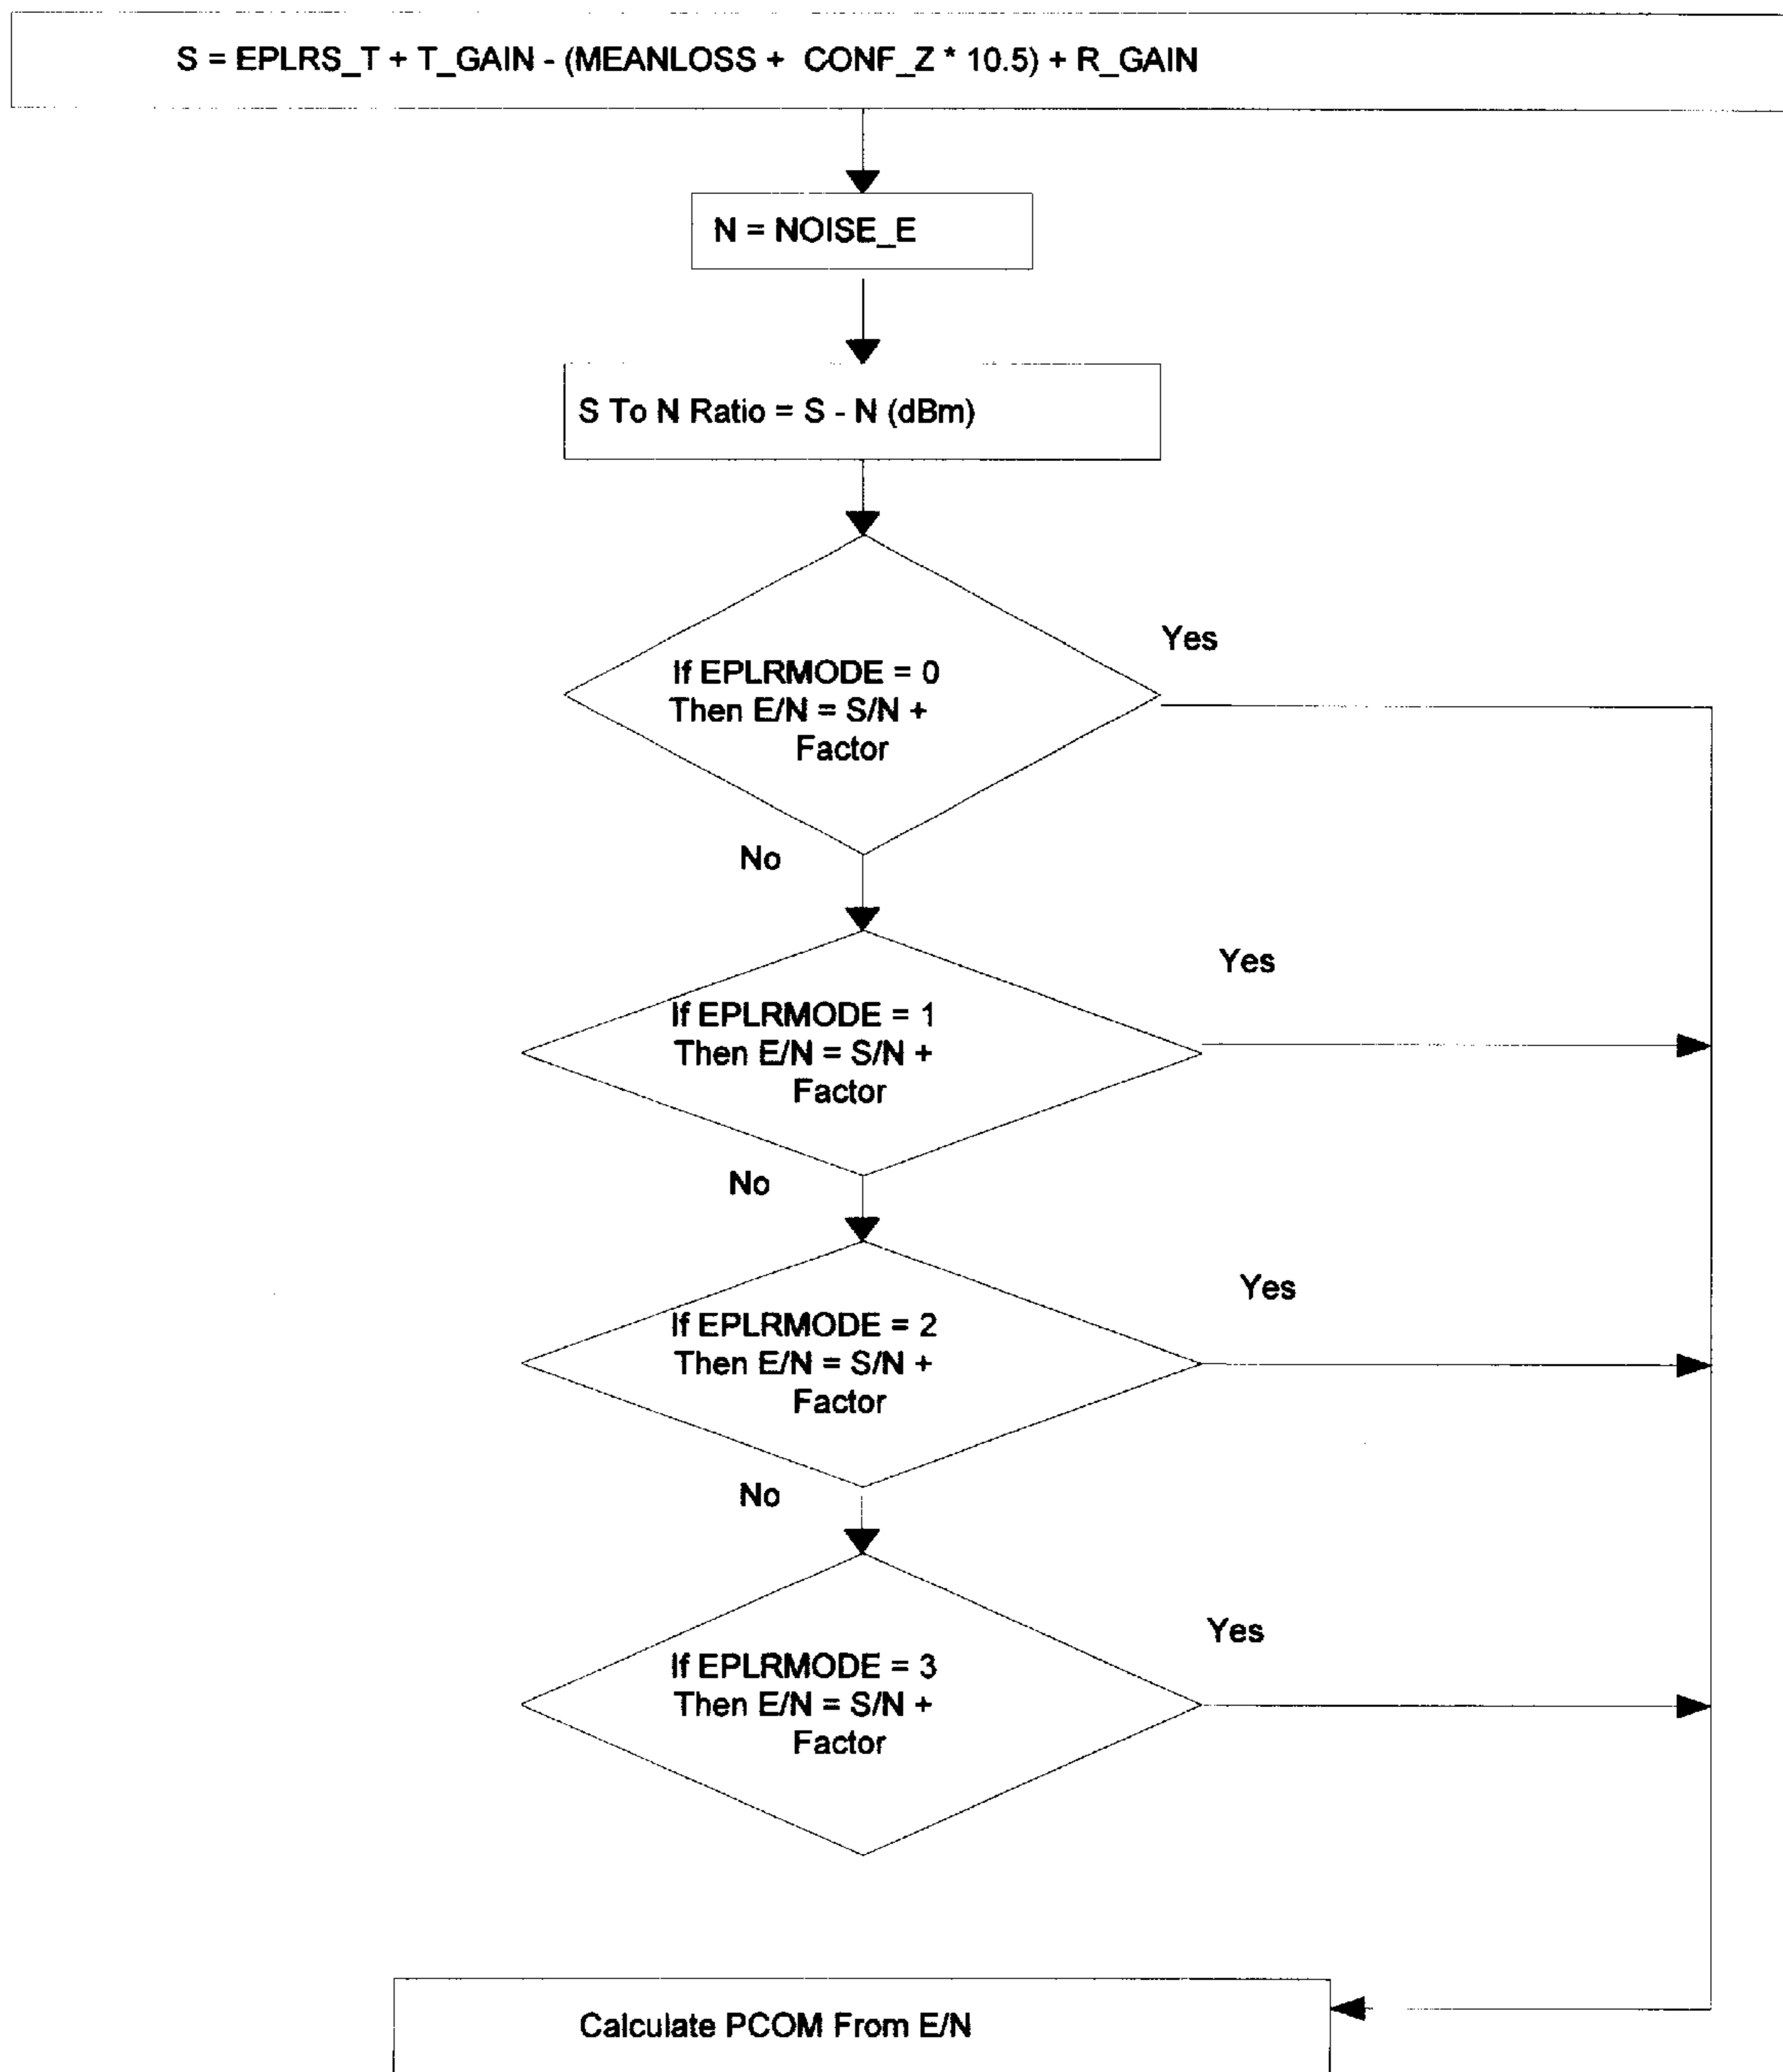 S = EPLRS_T + T_GAIN - (MEANLOSS + CONF_Z * 10.5) + R_GAIN
N = NOISE_E
S To N Ratio = S - N (dBm)
Yes
If EPLRMODE = 0
Then E/N = S/N +
Factor
No
Yes
If EPLRMODE = 1
Then E/N = S/N +
Factor
No
Yes
If EPLRMODE = 2
Then E/N = S/N +
Factor
No
Yes
If EPLRMODE = 3
Then E/N = S/N +
Factor
Calculate PCOM From E/N